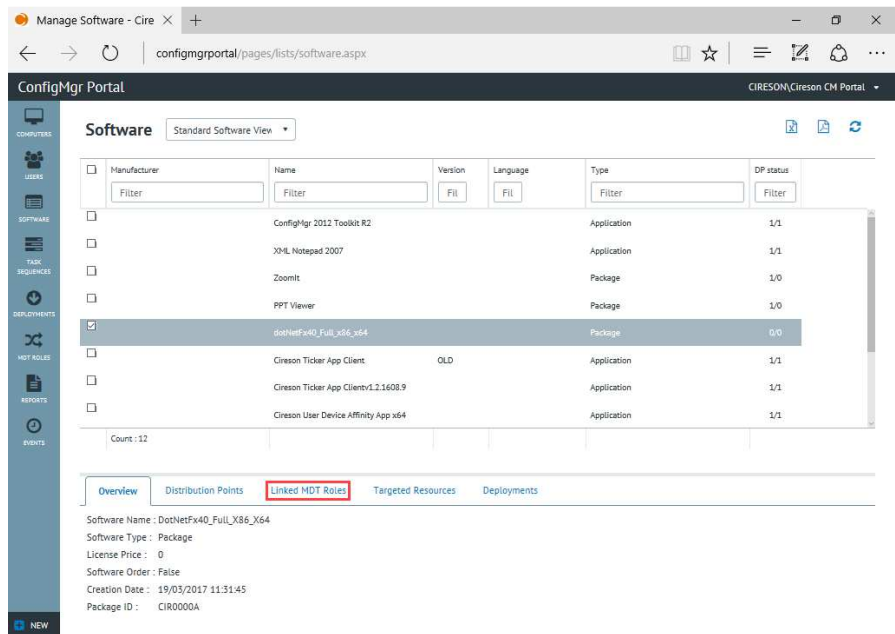 Manage Software - Cire
configmgrportal/pages/lists/software.aspx
ConfigMgr Portal
CIRESON\Cireson CM Portal
COMPUTERS
USERS
SOFTWARE
TASK
SEQUENCES
DEPLOYMENTS
MDT ROLES
REPORTS
EVENTS
NEW
Software Standard Software View
Manufacturer Name Version Language Type DP status
Filter Filter Fil Fil Filter Filter
ConfigMgr 2012 Toolkit R2 Application 1/1
XML Notepad 2007 Application 1/1
ZoomIt Package 1/0
PPT Viewer Package 1/0
dotNetFx40_Full_x86_x64 Package 0/0
Cireson Ticker App Client OLD Application 1/1
Cireson Ticker App Clientv1.2.1608.9 Application 1/1
Cireson User Device Affinity App x64 Application 1/1
Count : 12
Overview Distribution Points Linked MDT Roles Targeted Resources Deployments
Software Name : DotNetFx40_Full_X86_X64
Software Type : Package
License Price : 0
Software Order : False
Creation Date : 19/03/2017 11:31:45
Package ID : CIR0000A